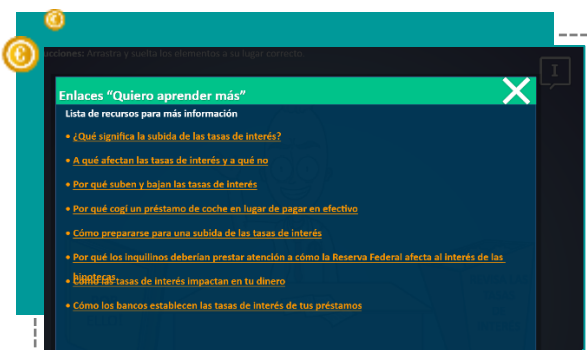 ucciones: Arrastra y suelta los elementos a su lugar correcto.
I
Enlaces “Quiero aprender más”
Lista de recursos para más información
• ¿Qué significa la subida de las tasas de interés?
• A qué afectan las tasas de interés y a qué no
• Por qué suben y bajan las tasas de interés
• Por qué cogí un préstamo de coche en lugar de pagar en efectivo
• Cómo prepararse para una subida de las tasas de interés
• Por qué los inquilinos deberían prestar atención a cómo la Reserva Federal afecta al interés de las
hipotecas
• Cómo las tasas de interés impactan en tu dinero
• Cómo los bancos establecen las tasas de interés de tus préstamos